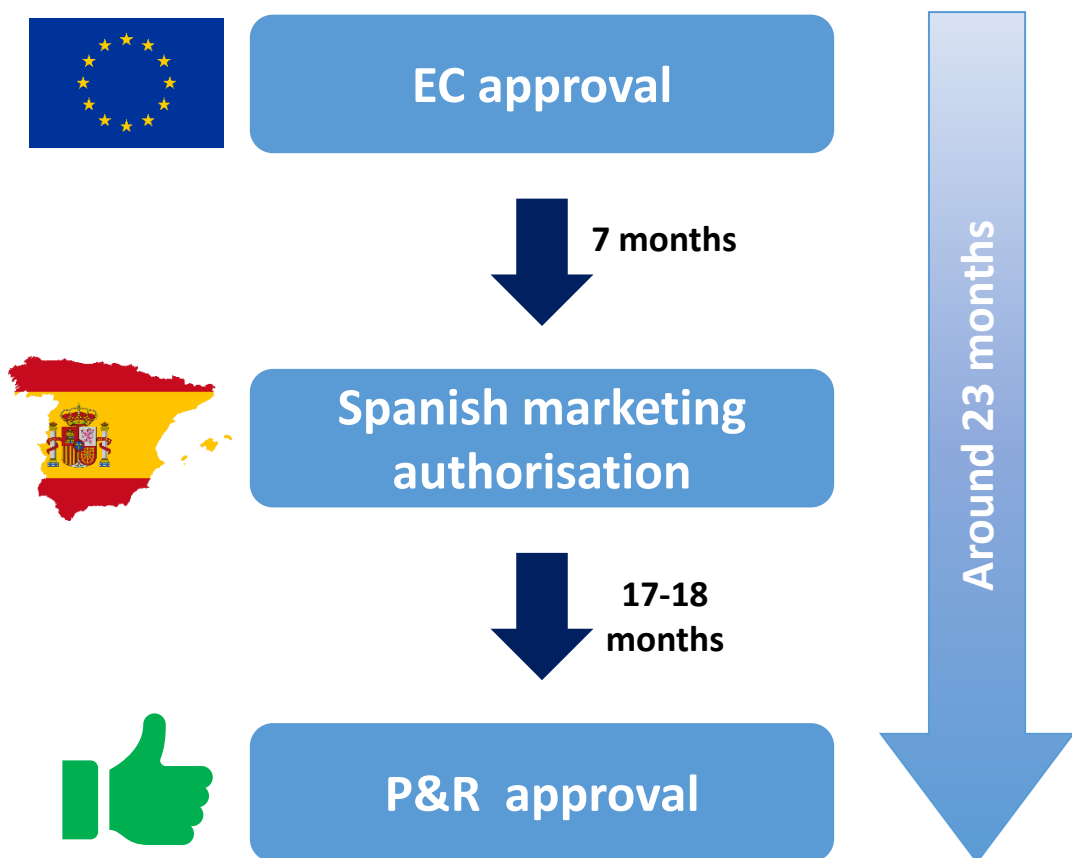 EC approval
7 months
Spanish marketing
authorisation
17-18
months
P&R approval
Around 23 months